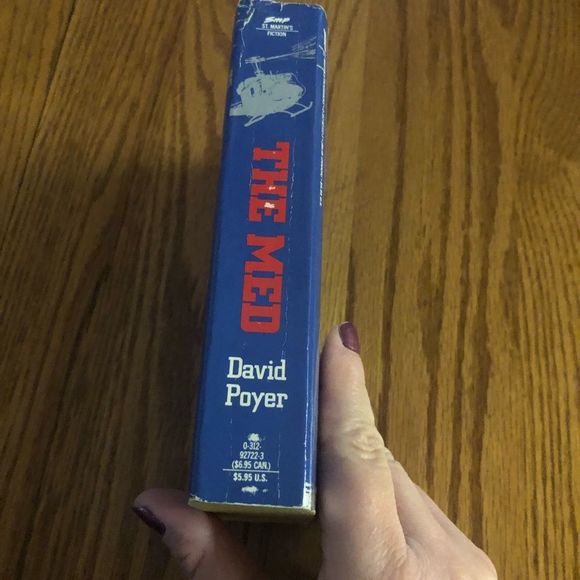 SMP
ST. MARTIN'S
FICTION
THE MED
David
Poyer
0-312-
92722-3
($6.95 CAN.)
$5.95 U.S.